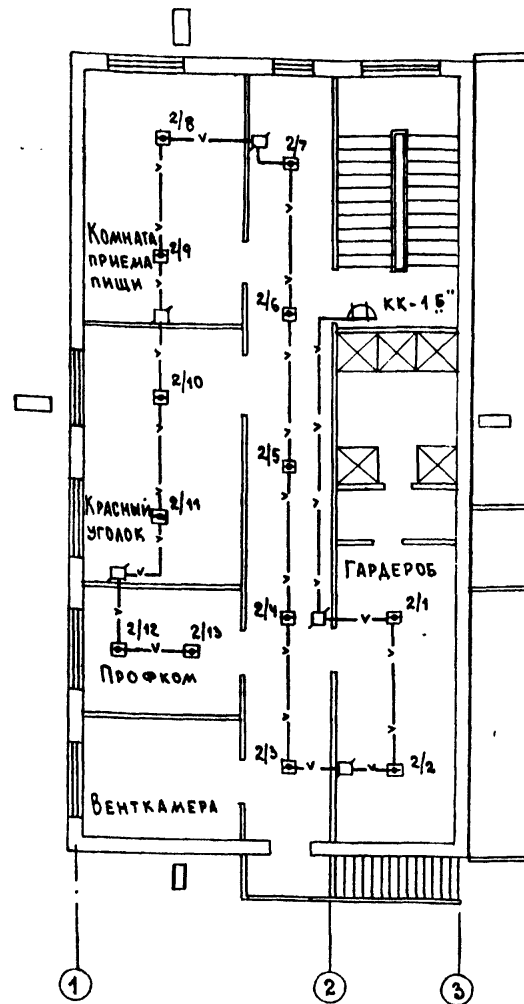 2/8
2/7
Комната
приема
пищи
2/9
2/6
КК-1 "Б"
2/10
2/5
Красный
уголок
2/11
Гардероб
2/4
2/1
2/12
2/13
Профком
2/3
2/2
Венткамера
1
2
3